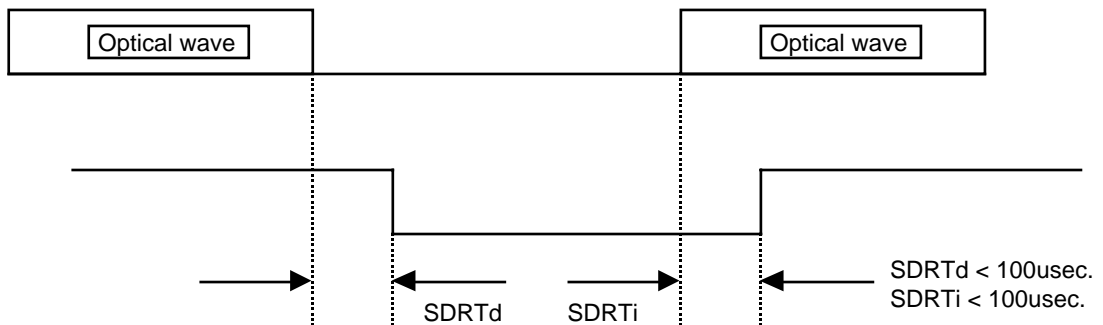 Optical wave
Optical wave
SDRTd
SDRTi
SDRTd < 100usec.
SDRTi < 100usec.